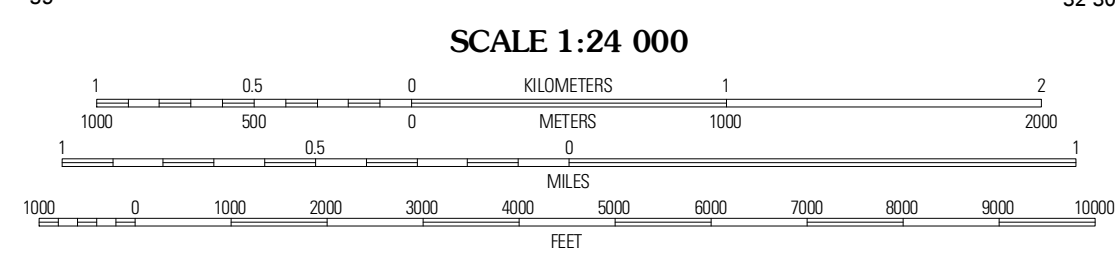 SCALE 1:24 000
1 0.5 0 KILOMETERS 1 2
1000 500 0 METERS 1000 2000
1 0.5 0 1
MILES
1000 0 1000 2000 3000 4000 5000 6000 7000 8000 9000 10000
FEET